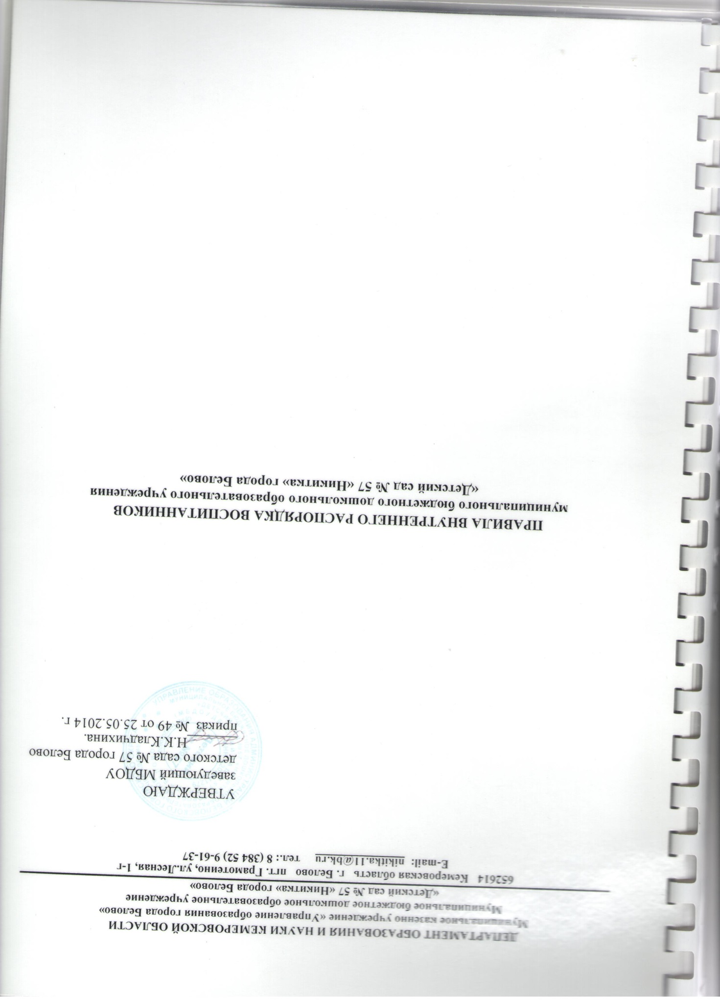 ДЕПАРТАМЕНТ ОБРАЗОВАНИЯ И НАУКИ КЕМЕРОВСКОЙ ОБЛАСТИ
Муниципальное казенно учреждение «Управление образования города Белово»
Муниципальное бюджетное дошкольное образовательное учреждение
«Детский сад № 57 «Никитка» города Белово»
652614 Кемеровская область г. Белово пгт. Грамотеино, ул.Лесная, 1-г
E-mail: nikitka.11@bk.ru тел.: 8 (384 52) 9-61-37
УТВЕРЖДАЮ
заведующий МБДОУ
детского сада № 57 города Белово
Н.К.Кладчихина.
приказ № 49 от 25.05.2014 г.
УПРАВЛЕНИЕ ОБРАЗОВАНИЯ АДМИНИСТРАЦИИ БЕЛОВСКОГО
ПРАВИЛА ВНУТРЕННЕГО РАСПОРЯДКА ВОСПИТАННИКОВ
муниципального бюджетного дошкольного образовательного учреждения
«Детский сад № 57 «Никитка» города Белово»